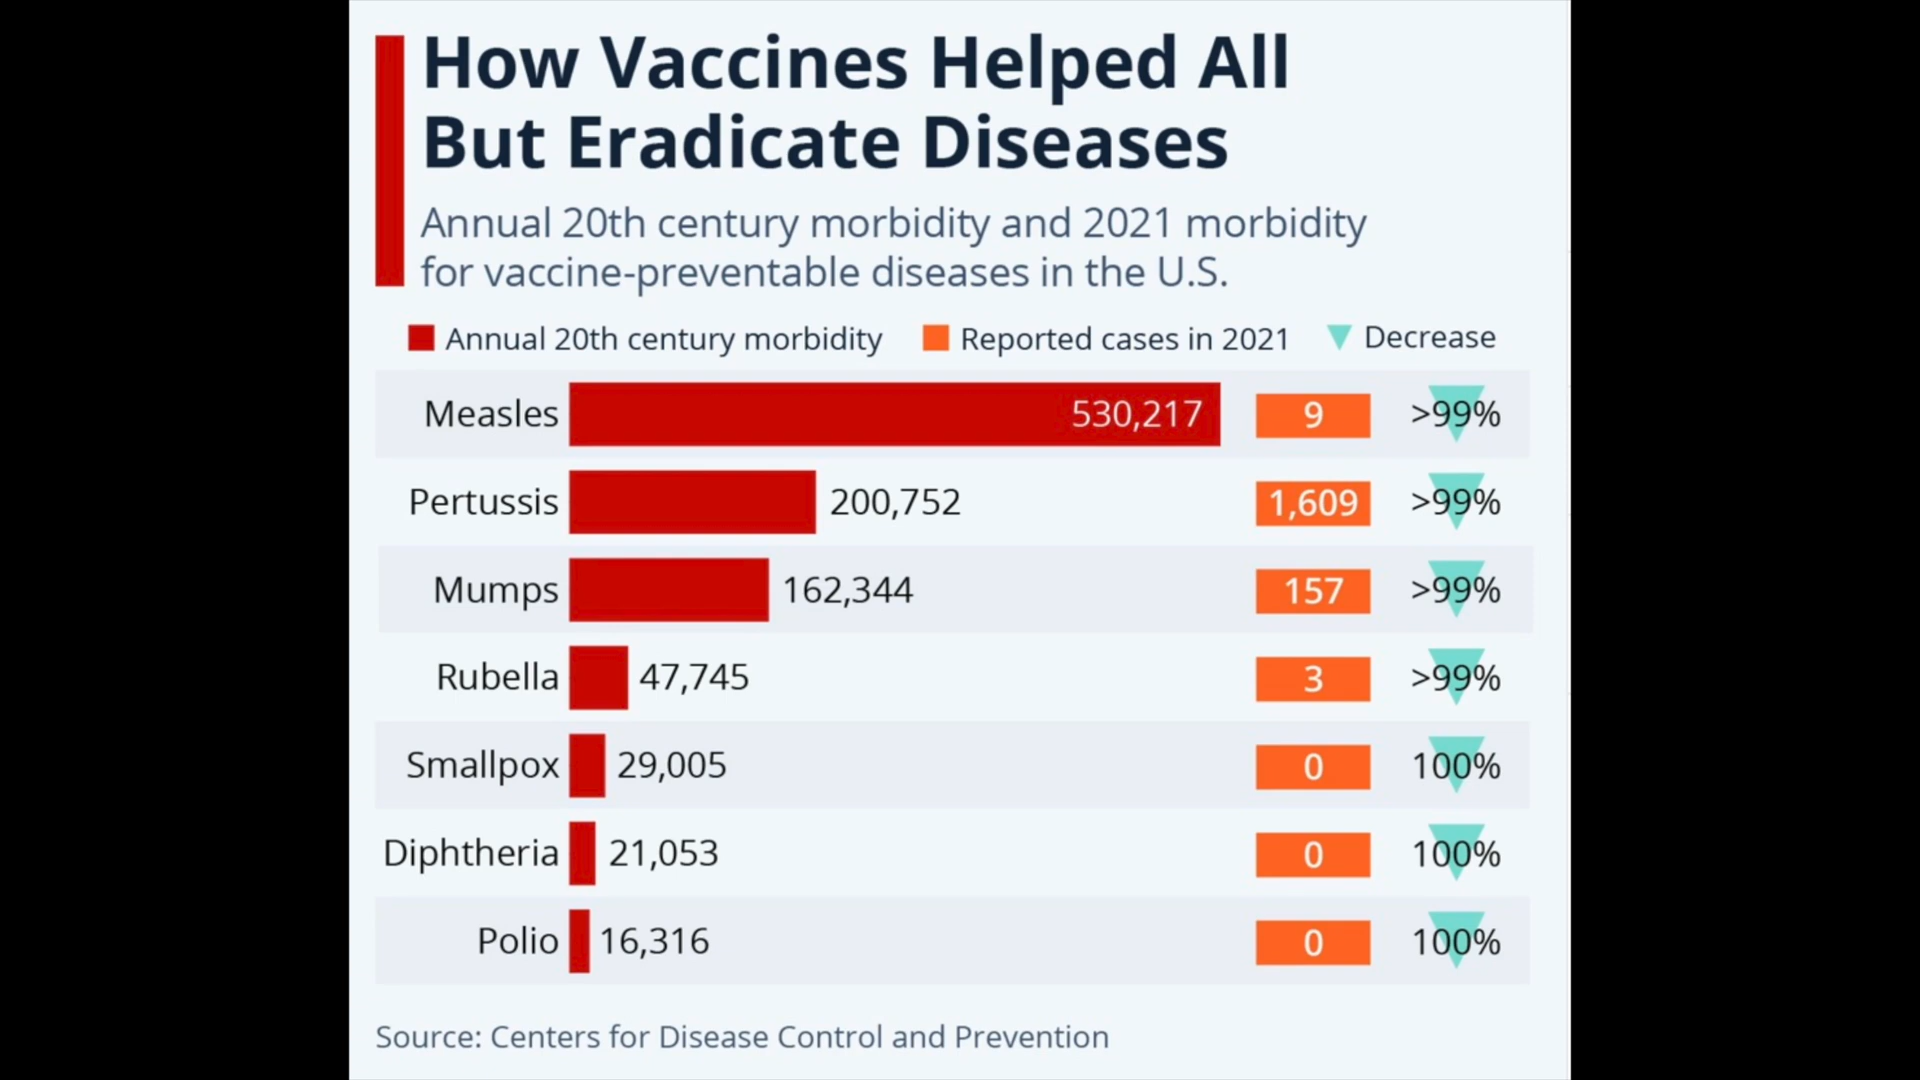 How Vaccines Helped All
But Eradicate Diseases
Annual 20th century morbidity and 2021 morbidity
for vaccine-preventable diseases in the U.S.
Annual 20th century morbidity Reported cases in 2021 Decrease
Measles 530,217 9 >99%
Pertussis 200,752 1,609 >99%
Mumps 162,344 157 >99%
Rubella 47,745 3 >99%
Smallpox 29,005 0 100%
Diphtheria 21,053 0 100%
Polio 16,316 0 100%
Source: Centers for Disease Control and Prevention